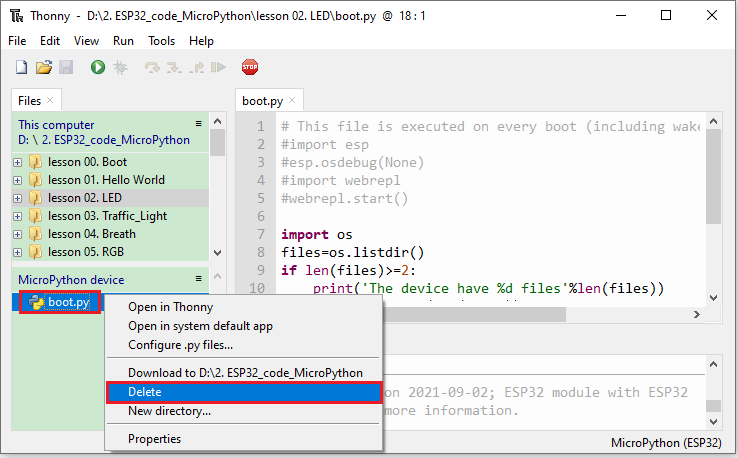 Thonny - D:\2. ESP32_code_MicroPython\lesson 02. LED\boot.py @ 18 : 1
File Edit View Run Tools Help
STOP
Files
This computer
D: \ 2. ESP32_code_MicroPython
lesson 00. Boot
lesson 01. Hello World
lesson 02. LED
lesson 03. Traffic_Light
lesson 04. Breath
lesson 05. RGB
MicroPython device
boot.py
boot.py
1 # This file is executed on every boot (including wake
2 #import esp
3 #esp.osdebug(None)
4 #import webrepl
5 #webrepl.start()
6
7 import os
8 files=os.listdir()
9 if len(files)>=2:
10 print('The device have %d files'%len(files))
Open in Thonny
Open in system default app
Configure .py files...
Download to D:\2. ESP32_code_MicroPython
Delete
New directory...
Properties
on 2021-09-02; ESP32 module with ESP32
more information.
MicroPython (ESP32)